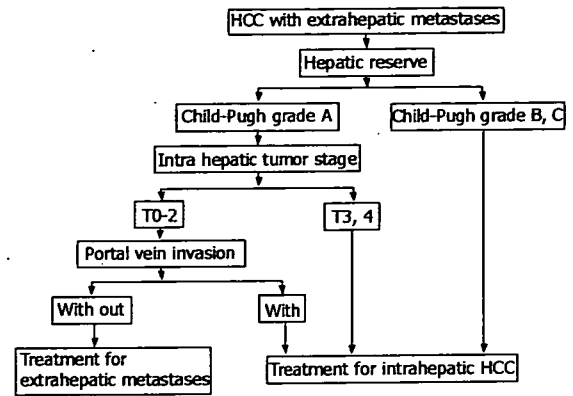 HCC with extrahepatic metastases
Hepatic reserve
Child-Pugh grade A
Child-Pugh grade B, C
Intra hepatic tumor stage
T0-2
T3, 4
Portal vein invasion
With out
With
Treatment for
extrahepatic metastases
Treatment for intrahepatic HCC